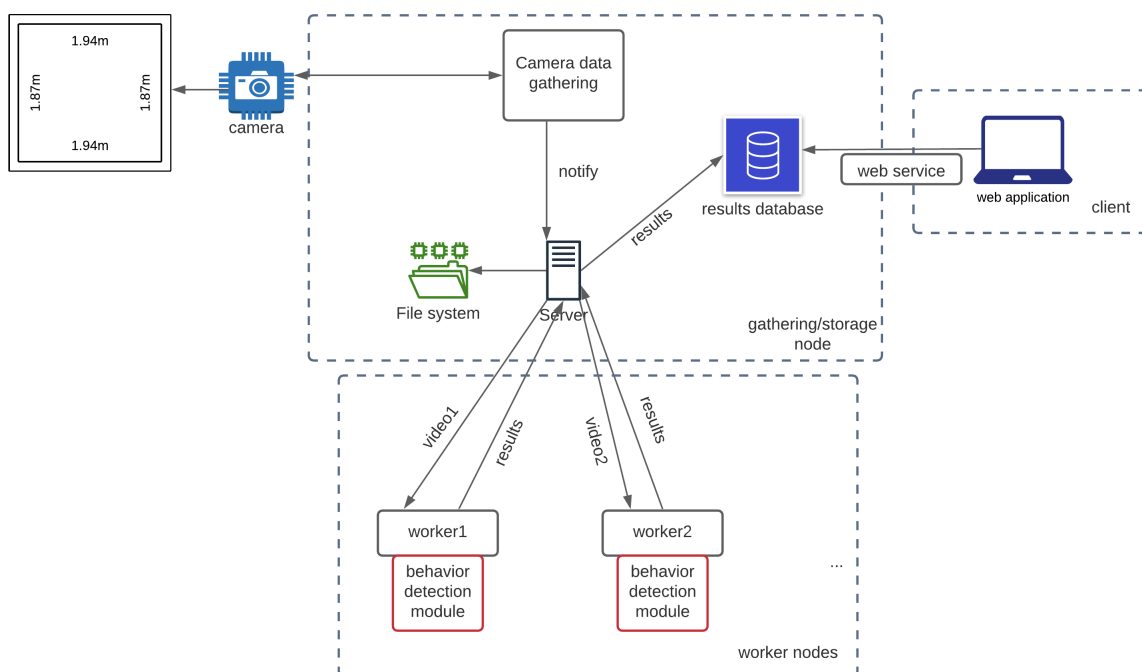 1.94m
1.87m
1.87m
1.94m
camera
Camera data
gathering
notify
results
results database
web service
web application
client
File system
Server
gathering/storage
node
video1
results
video2
results
worker1
worker2
behavior
detection
module
behavior
detection
module
...
worker nodes